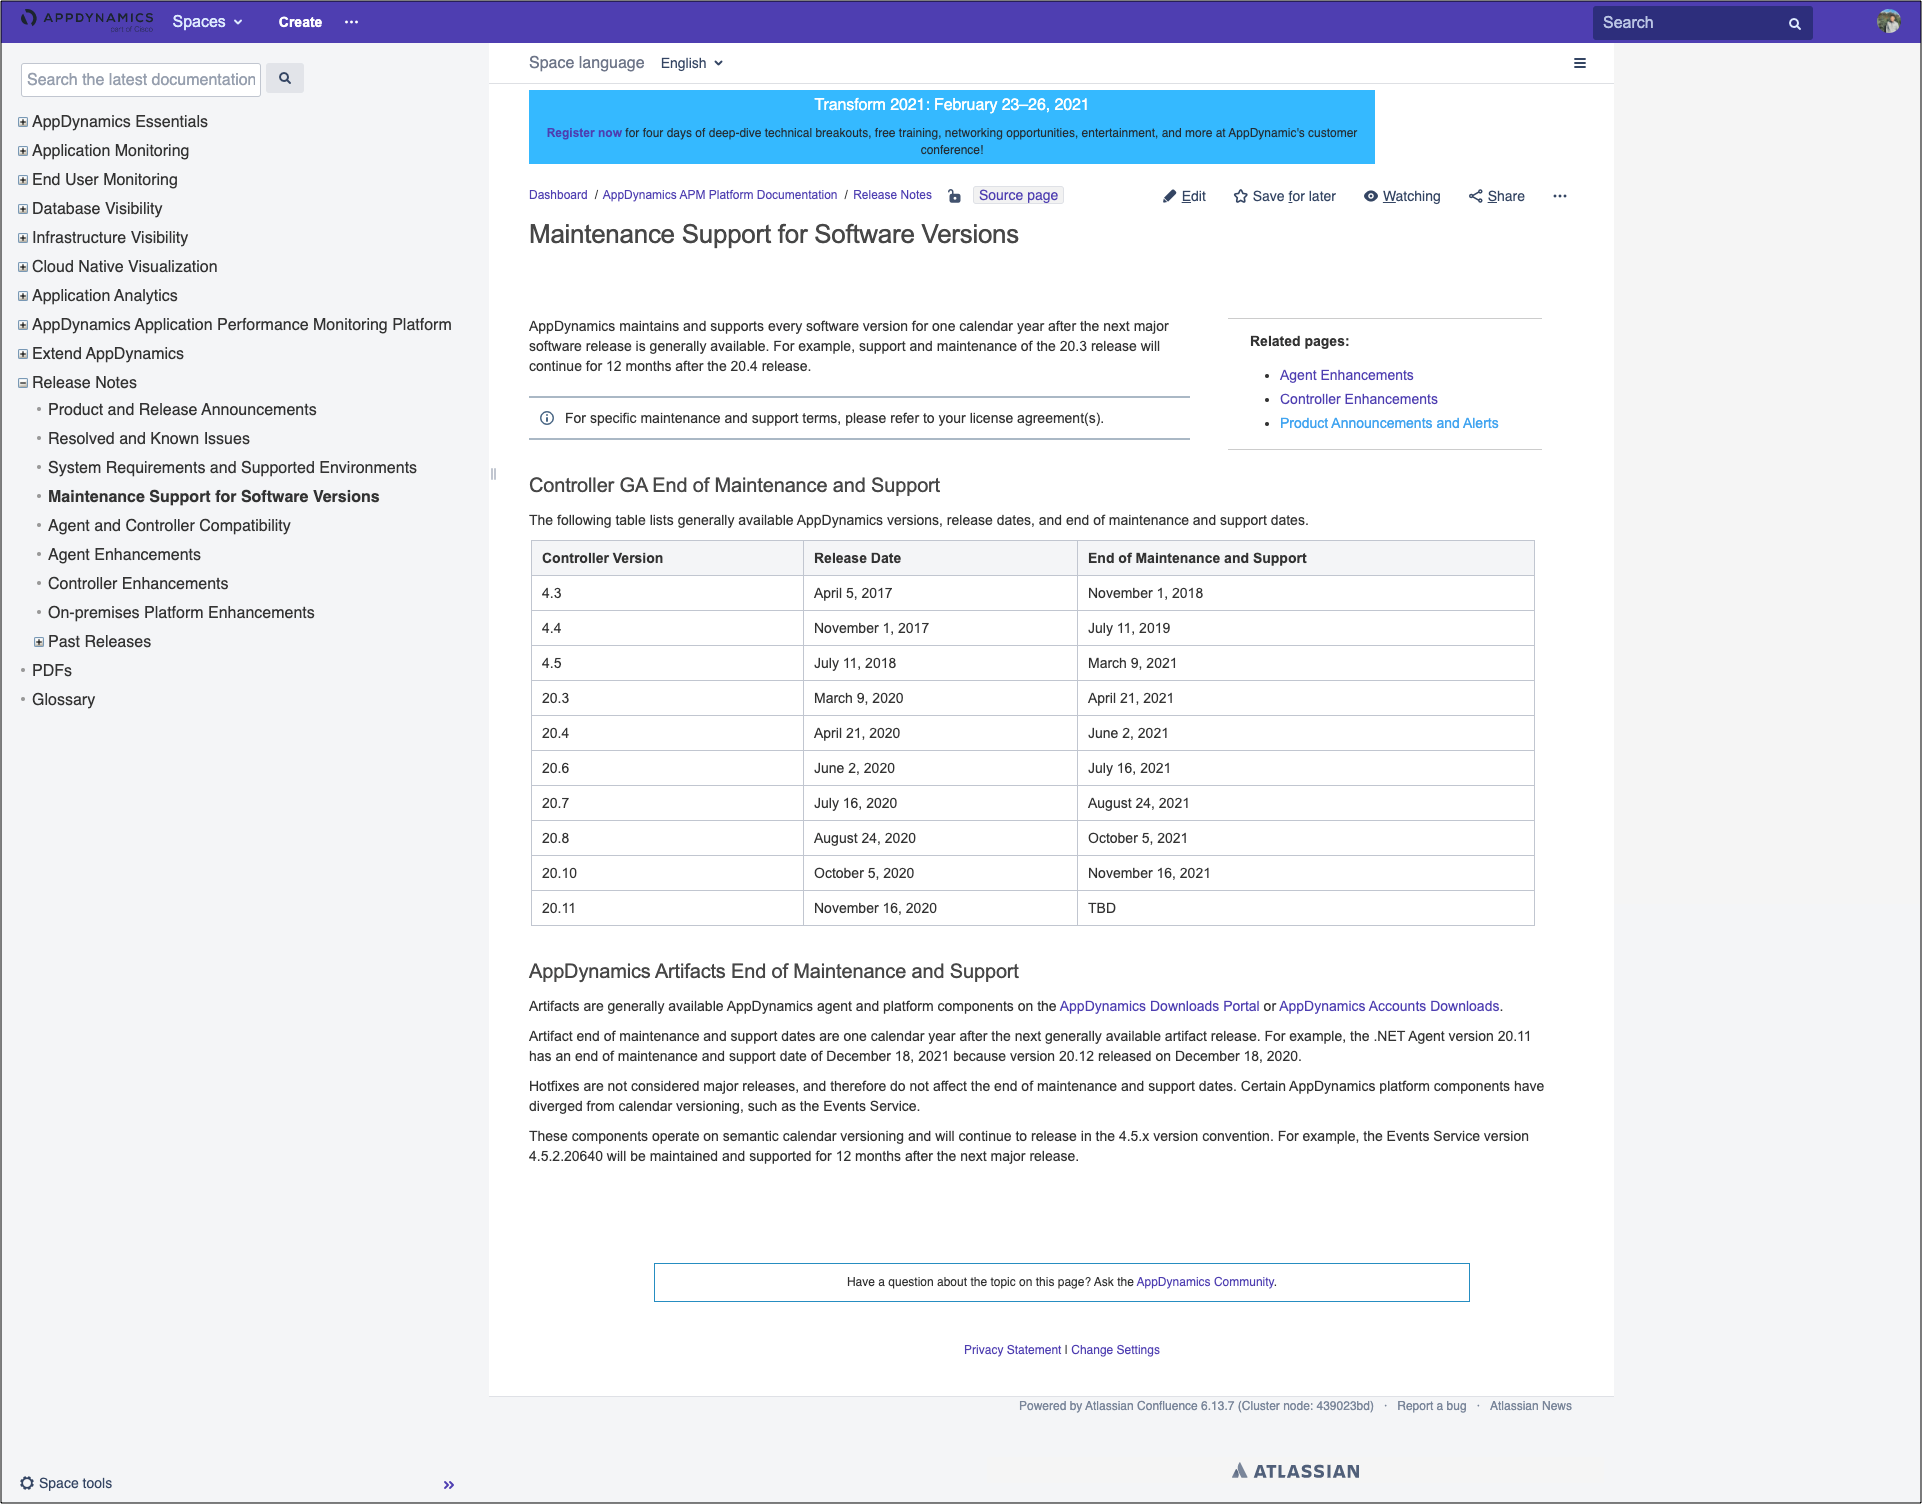 APPDYNAMICS
part of Cisco
Spaces
Create
Search
Search the latest documentation
AppDynamics Essentials
Application Monitoring
End User Monitoring
Database Visibility
Infrastructure Visibility
Cloud Native Visualization
Application Analytics
AppDynamics Application Performance Monitoring Platform
Extend AppDynamics
Release Notes
Product and Release Announcements
Resolved and Known Issues
System Requirements and Supported Environments
Maintenance Support for Software Versions
Agent and Controller Compatibility
Agent Enhancements
Controller Enhancements
On-premises Platform Enhancements
Past Releases
PDFs
Glossary
Space tools
Space language English
Transform 2021: February 23–26, 2021
Register now for four days of deep-dive technical breakouts, free training, networking opportunities, entertainment, and more at AppDynamic's customer
conference!
Dashboard / AppDynamics APM Platform Documentation / Release Notes Source page
Edit Save for later Watching Share
Maintenance Support for Software Versions
AppDynamics maintains and supports every software version for one calendar year after the next major
software release is generally available. For example, support and maintenance of the 20.3 release will
continue for 12 months after the 20.4 release.
For specific maintenance and support terms, please refer to your license agreement(s).
Related pages:
Agent Enhancements
Controller Enhancements
Product Announcements and Alerts
Controller GA End of Maintenance and Support
The following table lists generally available AppDynamics versions, release dates, and end of maintenance and support dates.
Controller Version Release Date End of Maintenance and Support
4.3 April 5, 2017 November 1, 2018
4.4 November 1, 2017 July 11, 2019
4.5 July 11, 2018 March 9, 2021
20.3 March 9, 2020 April 21, 2021
20.4 April 21, 2020 June 2, 2021
20.6 June 2, 2020 July 16, 2021
20.7 July 16, 2020 August 24, 2021
20.8 August 24, 2020 October 5, 2021
20.10 October 5, 2020 November 16, 2021
20.11 November 16, 2020 TBD
AppDynamics Artifacts End of Maintenance and Support
Artifacts are generally available AppDynamics agent and platform components on the AppDynamics Downloads Portal or AppDynamics Accounts Downloads.
Artifact end of maintenance and support dates are one calendar year after the next generally available artifact release. For example, the .NET Agent version 20.11
has an end of maintenance and support date of December 18, 2021 because version 20.12 released on December 18, 2020.
Hotfixes are not considered major releases, and therefore do not affect the end of maintenance and support dates. Certain AppDynamics platform components have
diverged from calendar versioning, such as the Events Service.
These components operate on semantic calendar versioning and will continue to release in the 4.5.x version convention. For example, the Events Service version
4.5.2.20640 will be maintained and supported for 12 months after the next major release.
Have a question about the topic on this page? Ask the AppDynamics Community.
Privacy Statement | Change Settings
Powered by Atlassian Confluence 6.13.7 (Cluster node: 439023bd) · Report a bug · Atlassian News
ATLASSIAN